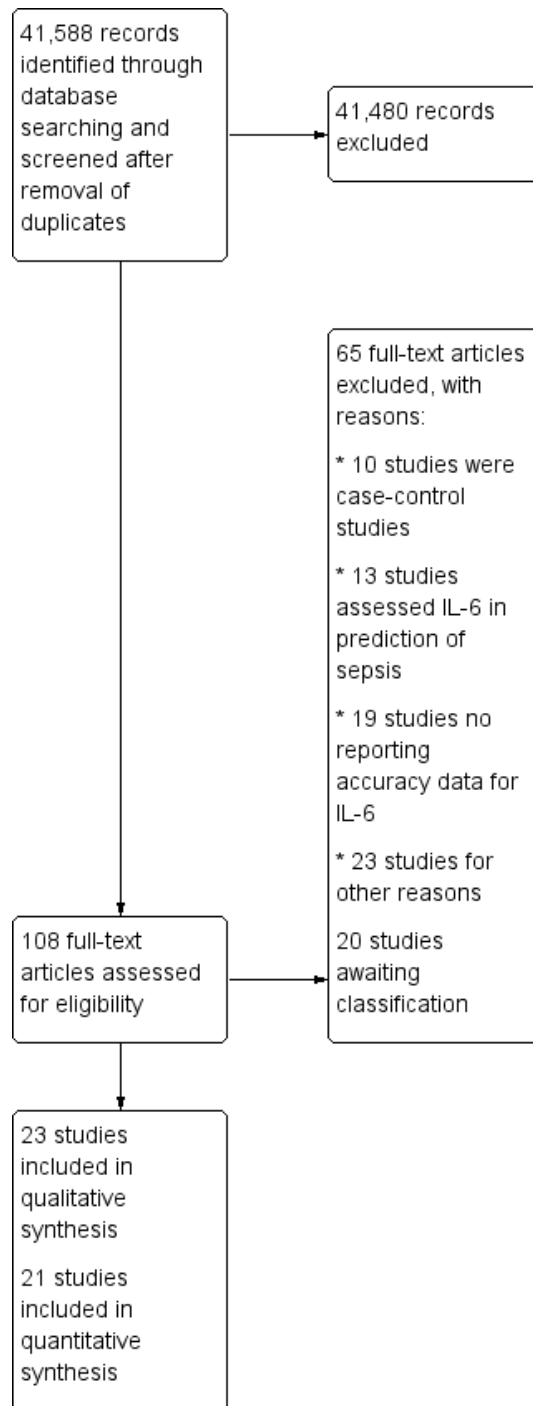 41,588 records
identified through
database
searching and
screened after
removal of
duplicates
41,480 records
excluded
65 full-text articles
excluded, with
reasons:
* 10 studies were
case-control
studies
* 13 studies
assessed IL-6 in
prediction of
sepsis
* 19 studies no
reporting
accuracy data for
IL-6
* 23 studies for
other reasons
20 studies
awaiting
classification
108 full-text
articles assessed
for eligibility
23 studies
included in
qualitative
synthesis
21 studies
included in
quantitative
synthesis